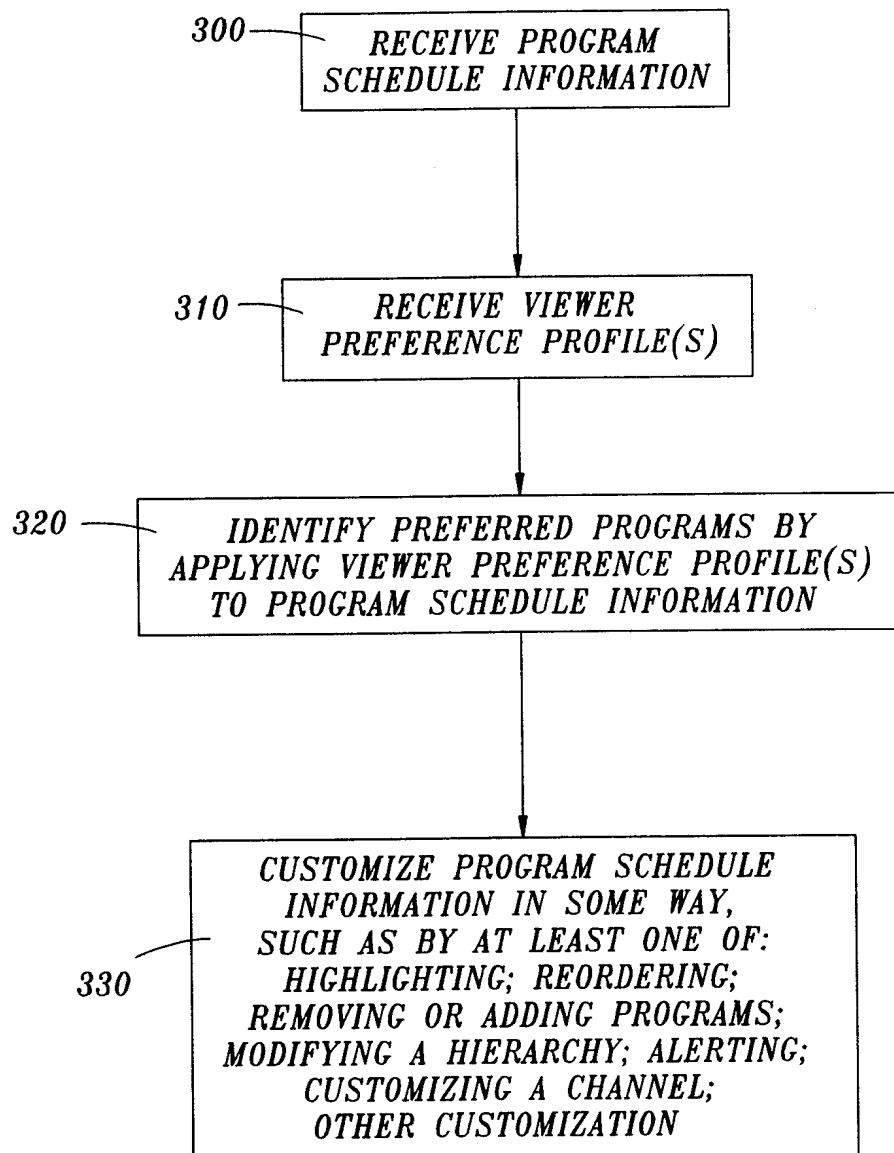 300
RECEIVE PROGRAM
SCHEDULE INFORMATION
310
RECEIVE VIEWER
PREFERENCE PROFILE(S)
320
IDENTIFY PREFERRED PROGRAMS BY
APPLYING VIEWER PREFERENCE PROFILE(S)
TO PROGRAM SCHEDULE INFORMATION
330
CUSTOMIZE PROGRAM SCHEDULE
INFORMATION IN SOME WAY,
SUCH AS BY AT LEAST ONE OF:
HIGHLIGHTING; REORDERING;
REMOVING OR ADDING PROGRAMS;
MODIFYING A HIERARCHY; ALERTING;
CUSTOMIZING A CHANNEL;
OTHER CUSTOMIZATION